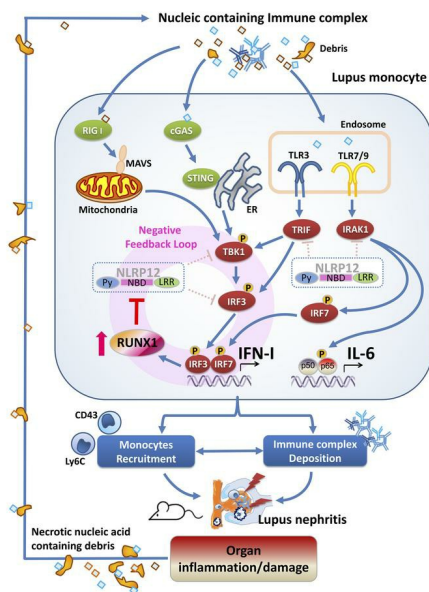 Nucleic containing Immune complex
Debris
Lupus monocyte
RIG I
cGAS
Endosome
MAVS
TLR3
TLR7/9
STING
Mitochondria
ER
Negative
Feedback Loop
P
TBK1
P
TRIF
P
IRAK1
NLRP12
Py
NBD
LRR
NLRP12
Py
NBD
LRR
P
IRF3
P
IRF7
RUNX1
P
P
IRF3
IRF7
IFN-I
P
p50
p65
IL-6
CD43
Ly6C
Monocytes
Recruitment
Immune complex
Deposition
Lupus nephritis
Necrotic nucleic acid
containing debris
Organ
inflammation/damage